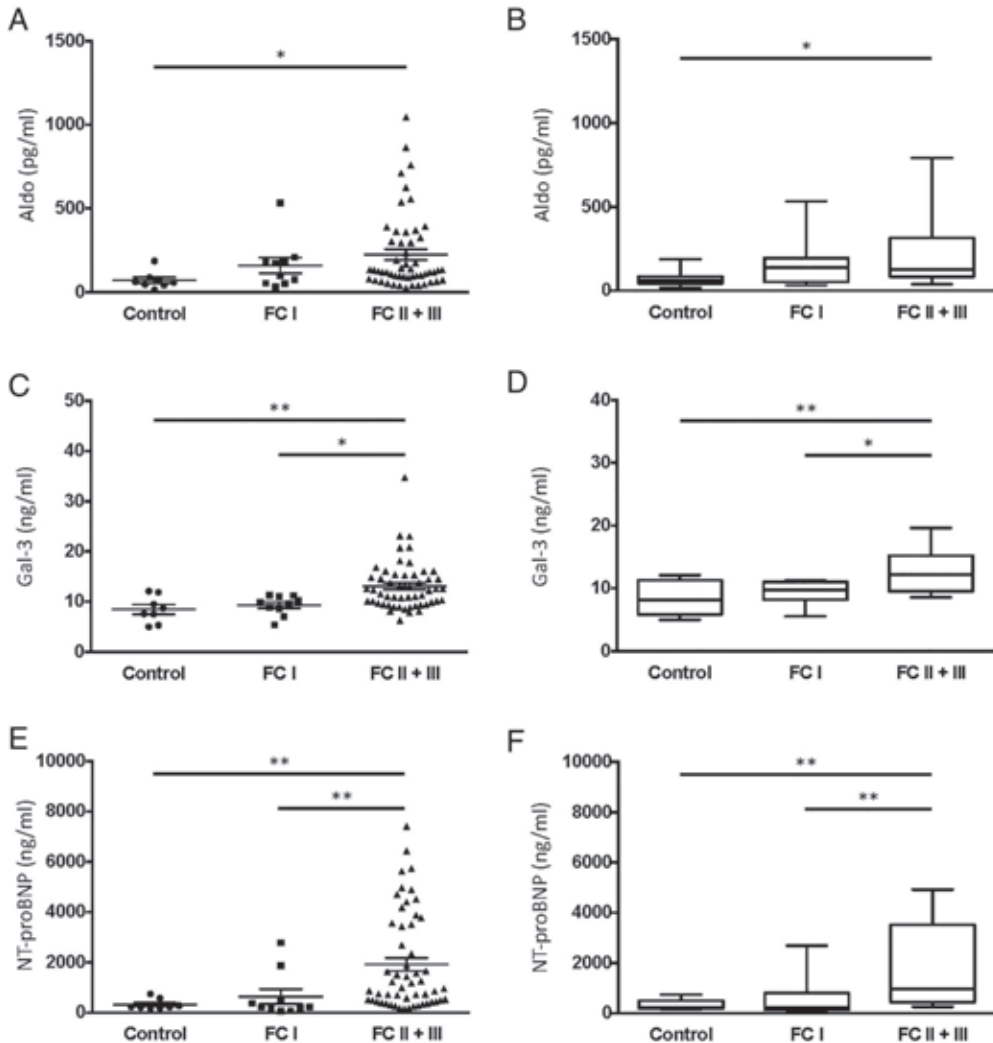 A
1500
1000
500
0
Aldo (pg/ml)
*
Control FC I FC II + III
B
1500
1000
500
0
Aldo (pg/ml)
*
Control FC I FC II + III
C
50
40
30
20
10
0
Gal-3 (ng/ml)
**
*
Control FC I FC II + III
D
40
30
20
10
0
Gal-3 (ng/ml)
**
*
Control FC I FC II + III
E
10000
8000
6000
4000
2000
0
NT-proBNP (ng/ml)
**
**
Control FC I FC II + III
F
10000
8000
6000
4000
2000
0
NT-proBNP (ng/ml)
**
**
Control FC I FC II + III